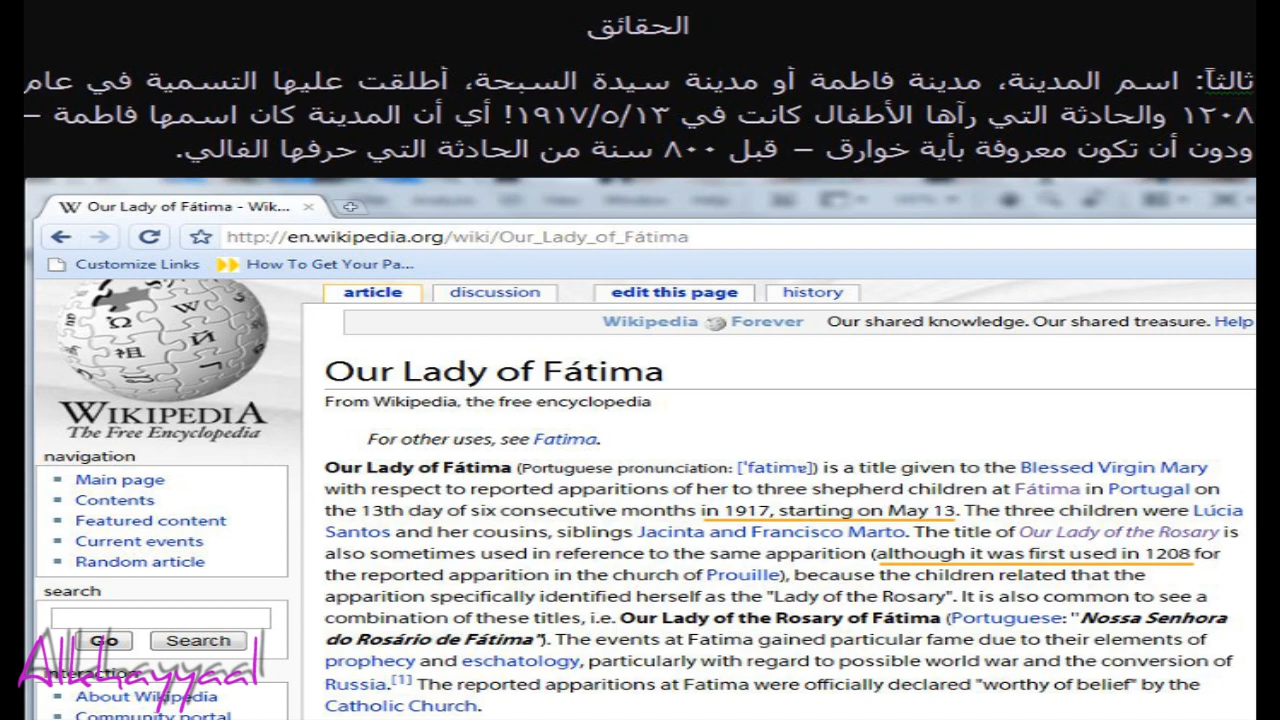 الحقائق
ثالثاً: اسم المدينة، مدينة فاطمة أو مدينة سيدة السبحة، أطلقت عليها التسمية في عام
١٢٠٨ والحادثة التي رآها الأطفال كانت في ١٩١٧/٥/١٣! أي أن المدينة كان اسمها فاطمة –
ودون أن تكون معروفة بأية خوارق – قبل ٨٠٠ سنة من الحادثة التي حرفها الغالي.
Our Lady of Fátima - Wik...
http://en.wikipedia.org/wiki/Our_Lady_of_Fátima
Customize Links How To Get Your Pa...
article discussion edit this page history
Wikipedia Forever Our shared knowledge. Our shared treasure. Help
Our Lady of Fátima
From Wikipedia, the free encyclopedia
For other uses, see Fatima.
Our Lady of Fátima (Portuguese pronunciation: ['fatimɐ]) is a title given to the Blessed Virgin Mary
with respect to reported apparitions of her to three shepherd children at Fátima in Portugal on
the 13th day of six consecutive months in 1917, starting on May 13. The three children were Lúcia
Santos and her cousins, siblings Jacinta and Francisco Marto. The title of Our Lady of the Rosary is
also sometimes used in reference to the same apparition (although it was first used in 1208 for
the reported apparition in the church of Prouille), because the children related that the
apparition specifically identified herself as the "Lady of the Rosary". It is also common to see a
combination of these titles, i.e. Our Lady of the Rosary of Fátima (Portuguese: "Nossa Senhora
do Rosário de Fátima"). The events at Fatima gained particular fame due to their elements of
prophecy and eschatology, particularly with regard to possible world war and the conversion of
Russia.[1] The reported apparitions at Fatima were officially declared "worthy of belief" by the
Catholic Church.
WIKIPEDIA
The Free Encyclopedia
navigation
Main page
Contents
Featured content
Current events
Random article
search
Go Search
interaction
About Wikipedia
Community portal
Allkhayyaal